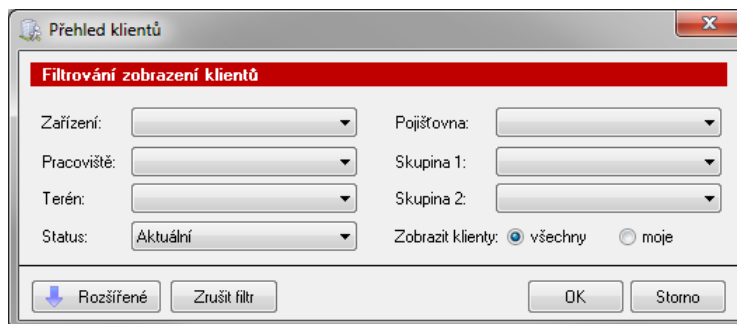 Přehled klientů
Filtrování zobrazení klientů
Zařízení: Pojišťovna:
Pracoviště: Skupina 1:
Terén: Skupina 2:
Status: Aktuální Zobrazit klienty: všechny moje
Rozšířené Zrušit filtr OK Storno